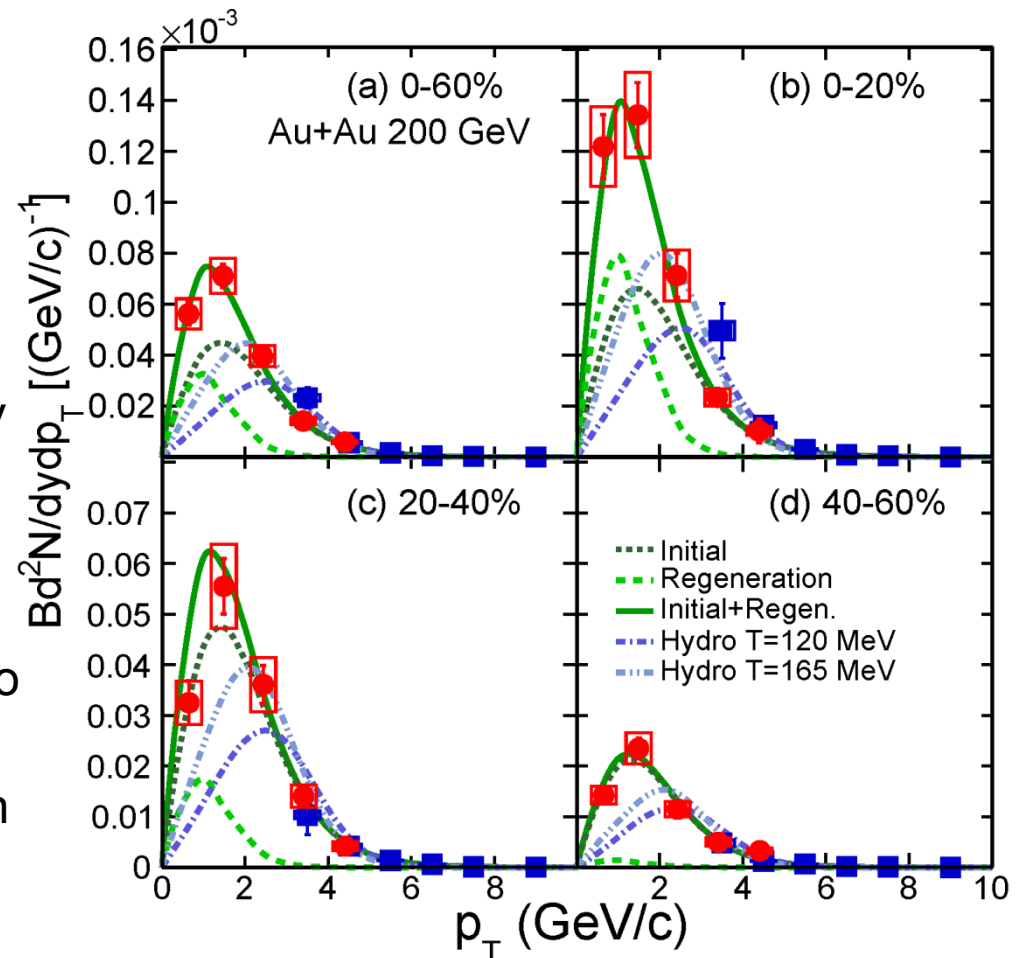 ×10⁻³
0.16
0.14
0.12
0.1
0.08
0.06
0.04
0.02
(a) 0-60%
Au+Au 200 GeV
(b) 0-20%
Bd²N/dydp_T [(GeV/c)⁻¹]
0.07
0.06
0.05
0.04
0.03
0.02
0.01
0
(c) 20-40%
(d) 40-60%
Initial
Regeneration
Initial+Regen.
Hydro T=120 MeV
Hydro T=165 MeV
0 2 4 6 8 2 4 6 8 10
p_T (GeV/c)